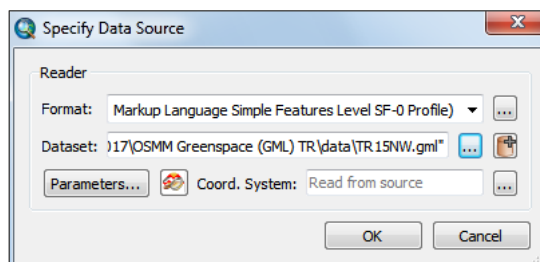 Specify Data Source
Reader
Format: Markup Language Simple Features Level SF-0 Profile) ...
Dataset: 017\OSMM Greenspace (GML) TR\data\TR15NW.gml" ...
Parameters... Coord. System: Read from source ...
OK Cancel